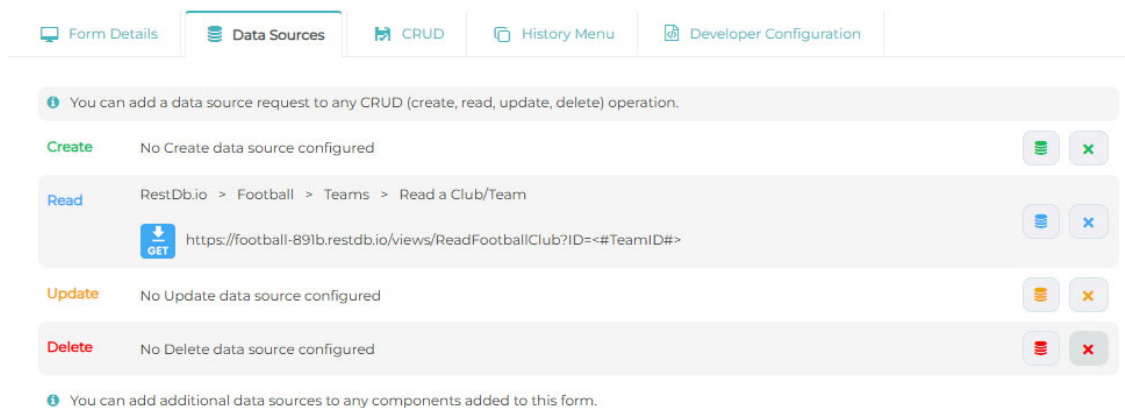 Form Details Data Sources CRUD History Menu Developer Configuration
You can add a data source request to any CRUD (create, read, update, delete) operation.
Create No Create data source configured
Read RestDb.io > Football > Teams > Read a Club/Team
GET https://football-891b.restdb.io/views/ReadFootballClub?ID=<#TeamID#>
Update No Update data source configured
Delete No Delete data source configured
You can add additional data sources to any components added to this form.